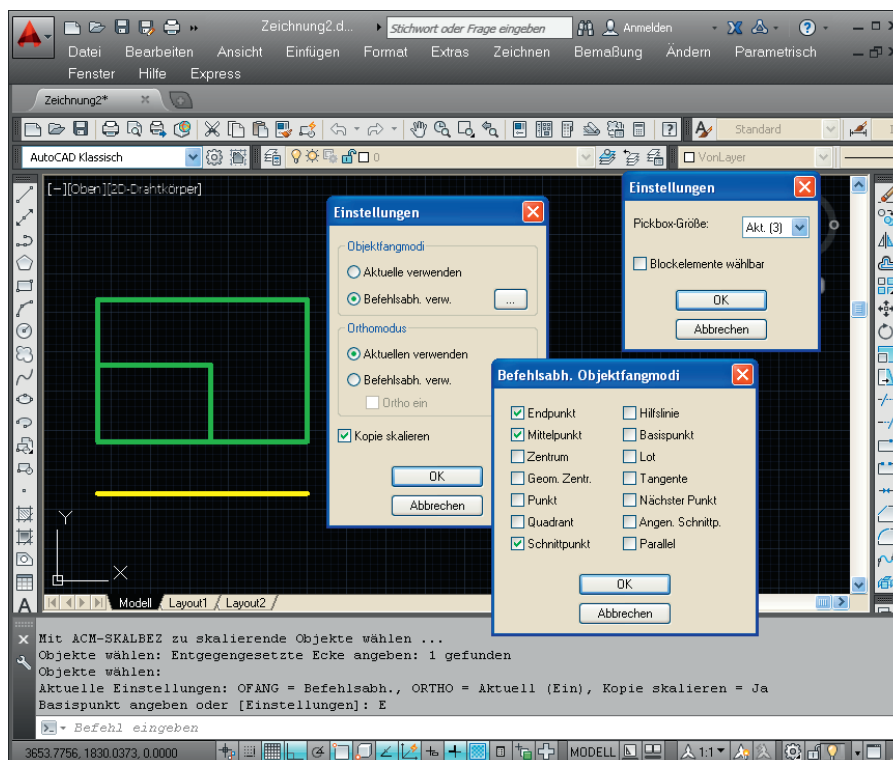 Zeichnung2.d...
Stichwort oder Frage eingeben
Anmelden
Datei Bearbeiten Ansicht Einfügen Format Extras Zeichnen Bemaßung Ändern Parametrisch
Fenster Hilfe Express
Zeichnung2*
Standard
AutoCAD Klassisch
0
VonLayer
[–][Oben][2D-Drahtkörper]
Einstellungen
Objektfangmodi
Aktuelle verwenden
Befehlsabh. verw.
...
Orthomodus
Aktuellen verwenden
Befehlsabh. verw.
Ortho ein
Kopie skalieren
OK
Abbrechen
Einstellungen
Pickbox-Größe:
Akt. (3)
Blockelemente wählbar
OK
Abbrechen
Befehlsabh. Objektfangmodi
Endpunkt
Mittelpunkt
Zentrum
Geom. Zentr.
Punkt
Quadrant
Schnittpunkt
Hilfslinie
Basispunkt
Lot
Tangente
Nächster Punkt
Angen. Schnittp.
Parallel
OK
Abbrechen
Y
X
Modell Layout1 Layout2
Mit ACM-SKALBEZ zu skalierende Objekte wählen ...
Objekte wählen: Entgegengesetzte Ecke angeben: 1 gefunden
Objekte wählen:
Aktuelle Einstellungen: OFANG = Befehlsabh., ORTHO = Aktuell (Ein), Kopie skalieren = Ja
Basispunkt angeben oder [Einstellungen]: E
Befehl eingeben
3653.7756, 1830.0373, 0.0000
MODELL
1:1